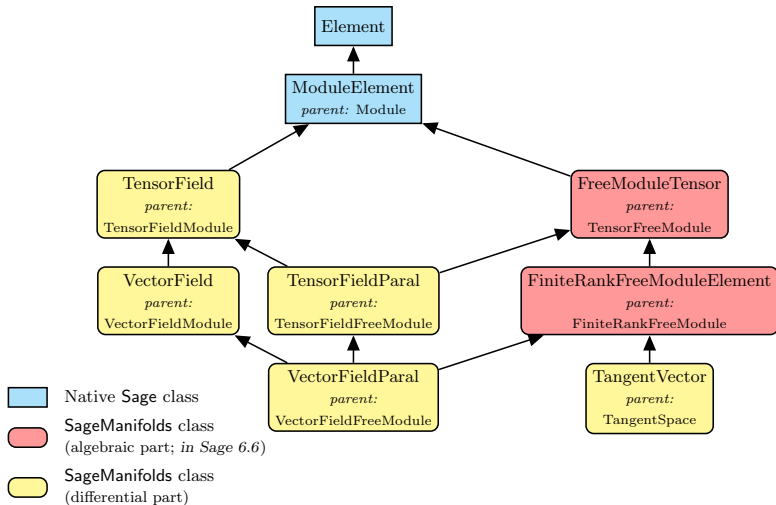 Element
ModuleElement
parent: Module
TensorField
parent:
TensorFieldModule
FreeModuleTensor
parent:
TensorFreeModule
VectorField
parent:
VectorFieldModule
TensorFieldParal
parent:
TensorFieldFreeModule
FiniteRankFreeModuleElement
parent:
FiniteRankFreeModule
VectorFieldParal
parent:
VectorFieldFreeModule
TangentVector
parent:
TangentSpace
Native Sage class
SageManifolds class
(algebraic part; in Sage 6.6)
SageManifolds class
(differential part)